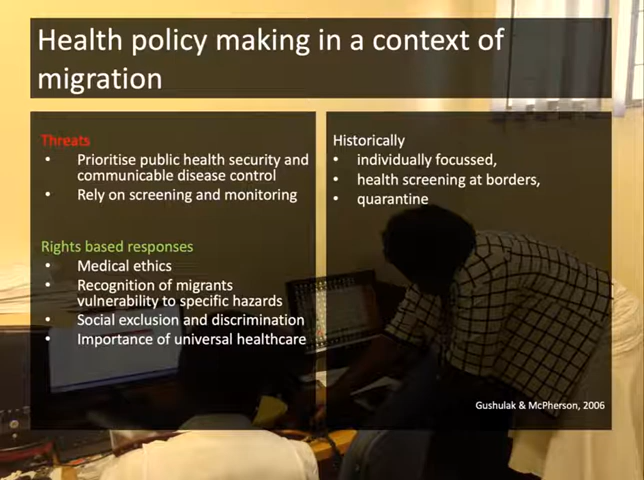 Health policy making in a context of
migration
Threats
• Prioritise public health security and
communicable disease control
• Rely on screening and monitoring
Rights based responses
• Medical ethics
• Recognition of migrants
vulnerability to specific hazards
• Social exclusion and discrimination
• Importance of universal healthcare
Historically
• individually focussed,
• health screening at borders,
• quarantine
Gushulak & McPherson, 2006